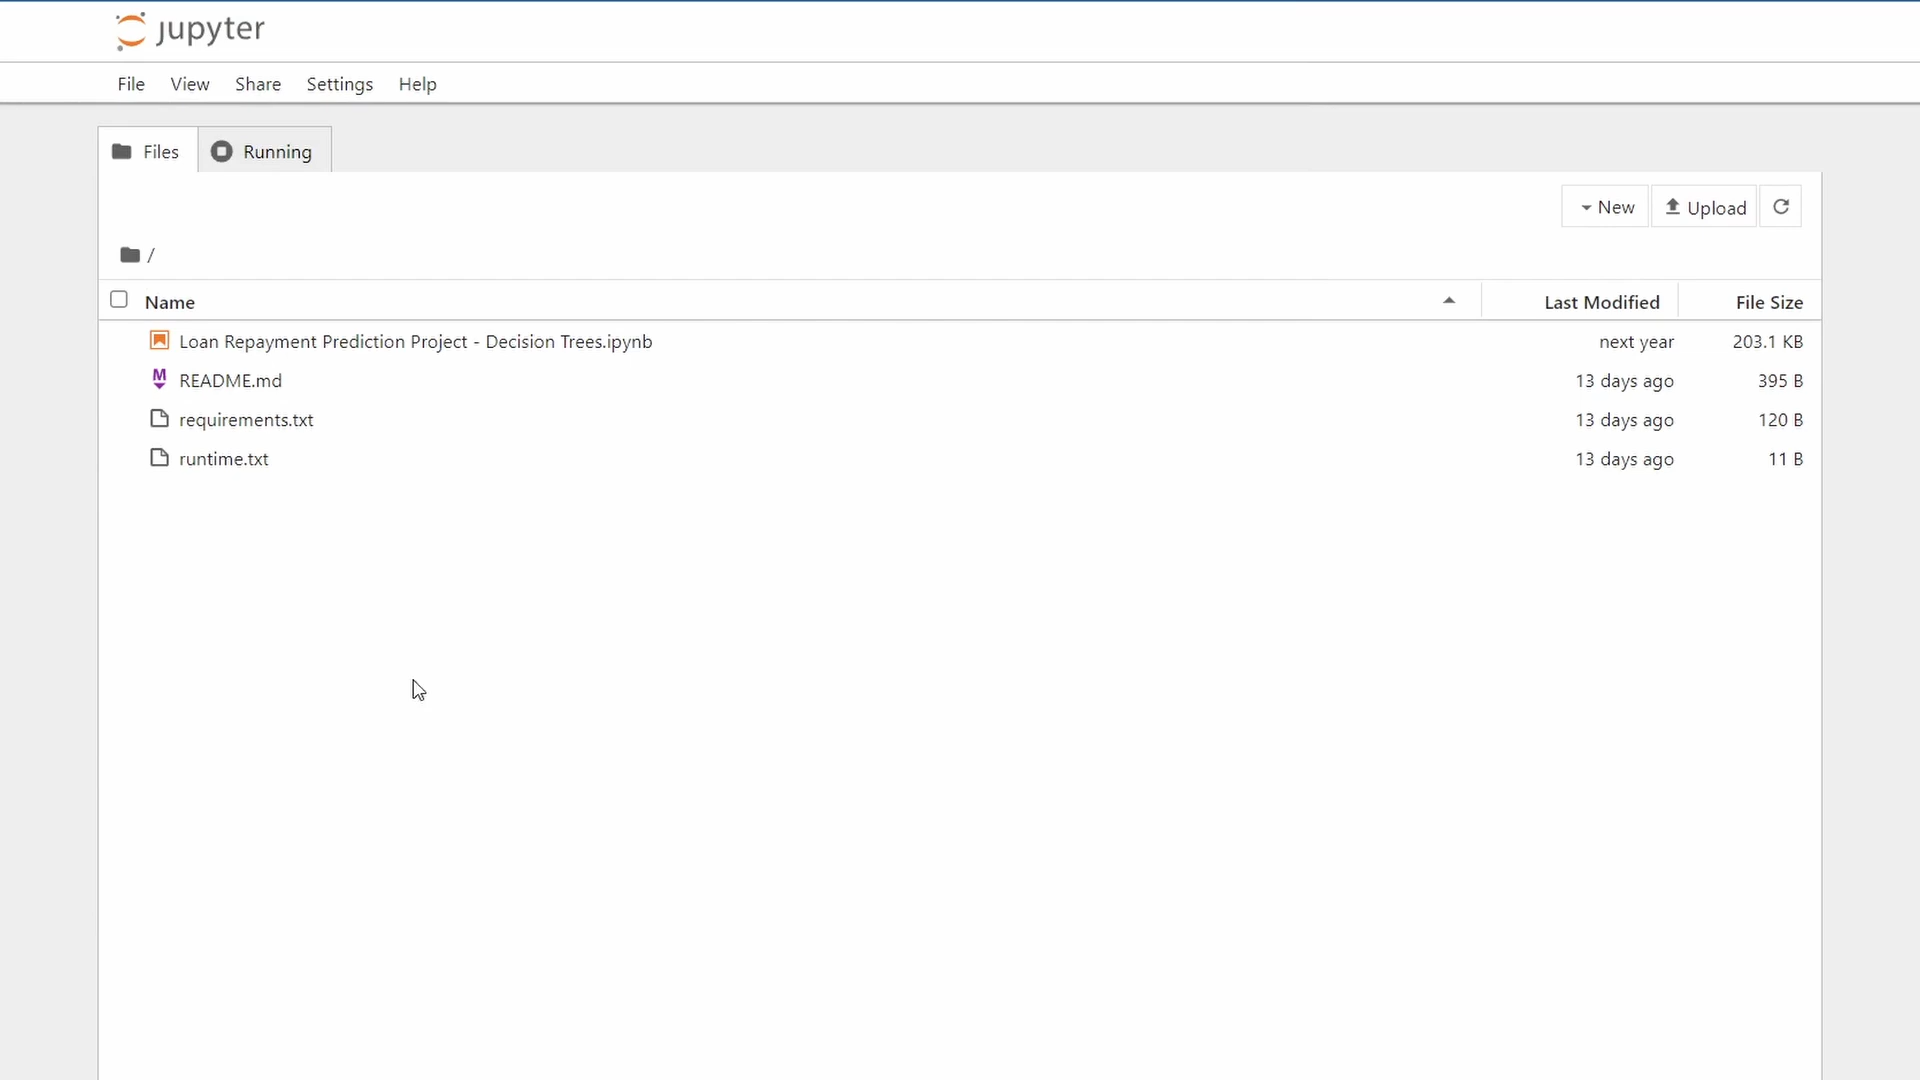 jupyter
File View Share Settings Help
Files Running
New Upload
/
Name Last Modified File Size
Loan Repayment Prediction Project - Decision Trees.ipynb next year 203.1 KB
README.md 13 days ago 395 B
requirements.txt 13 days ago 120 B
runtime.txt 13 days ago 11 B